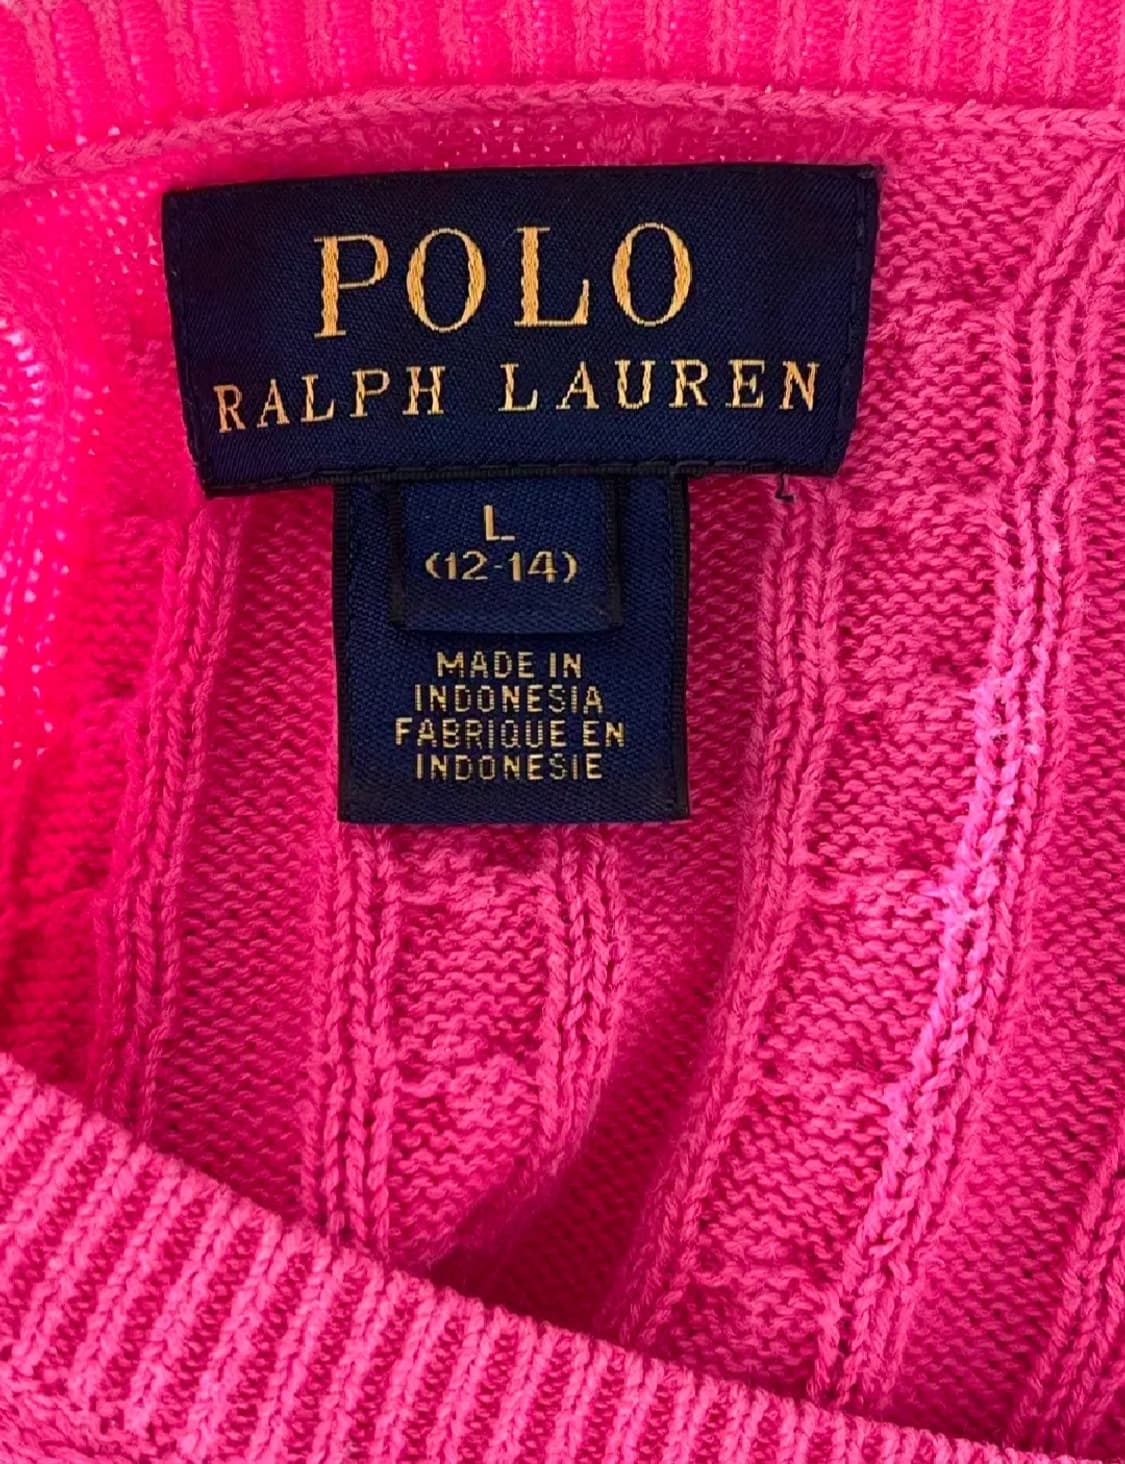 POLO
RALPH LAUREN
L
(12-14)
MADE IN
INDONESIA
FABRIQUE EN
INDONESIE